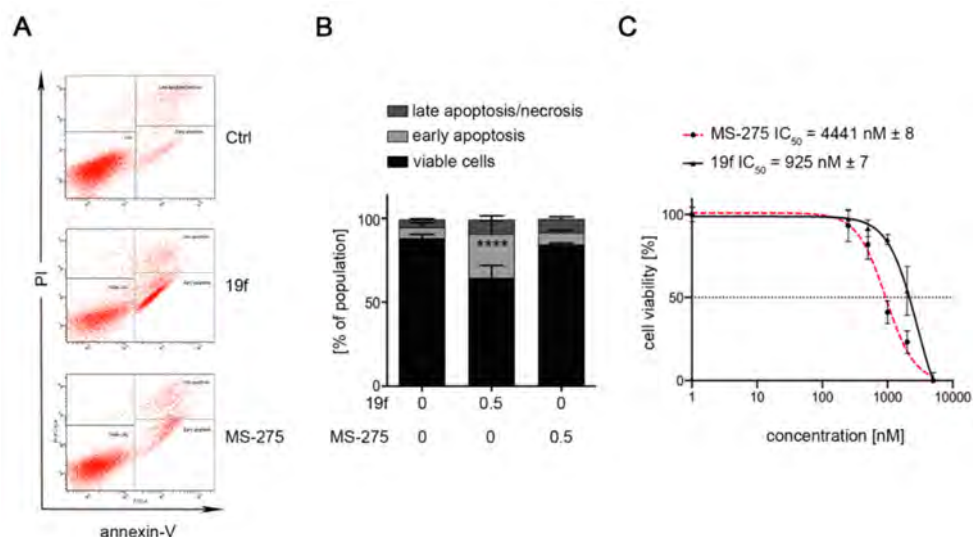 A
B
C
PI
Ctrl
19f
MS-275
annexin-V
late apoptosis/necrosis
early apoptosis
viable cells
[% of population]
100
50
0
****
19f 0 0.5 0
MS-275 0 0 0.5
MS-275 IC50 = 4441 nM ± 8
19f IC50 = 925 nM ± 7
cell viability [%]
100
50
0
1 10 100 1000 10000
concentration [nM]